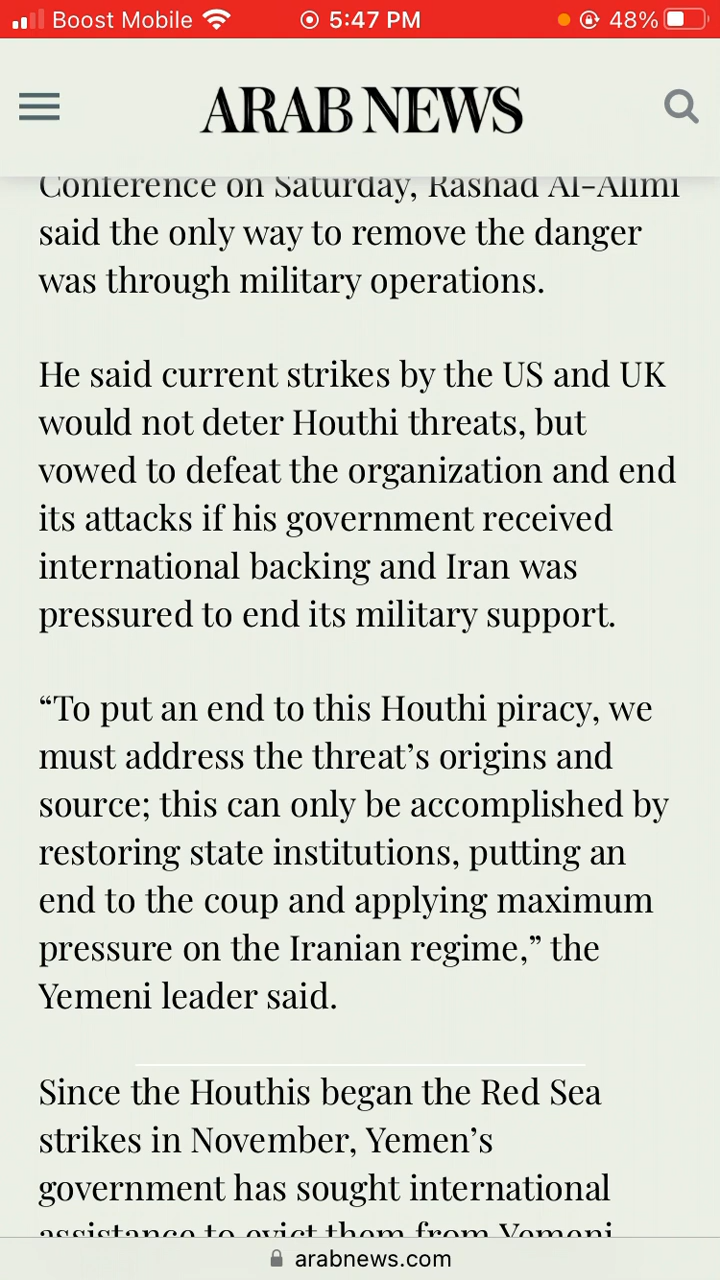 Boost Mobile 5:47 PM 48%
ARAB NEWS
Conference on Saturday, Rashad Al-Alimi
said the only way to remove the danger
was through military operations.
He said current strikes by the US and UK
would not deter Houthi threats, but
vowed to defeat the organization and end
its attacks if his government received
international backing and Iran was
pressured to end its military support.
“To put an end to this Houthi piracy, we
must address the threat’s origins and
source; this can only be accomplished by
restoring state institutions, putting an
end to the coup and applying maximum
pressure on the Iranian regime,” the
Yemeni leader said.
Since the Houthis began the Red Sea
strikes in November, Yemen’s
government has sought international
assistance to evict them from Yemeni
arabnews.com